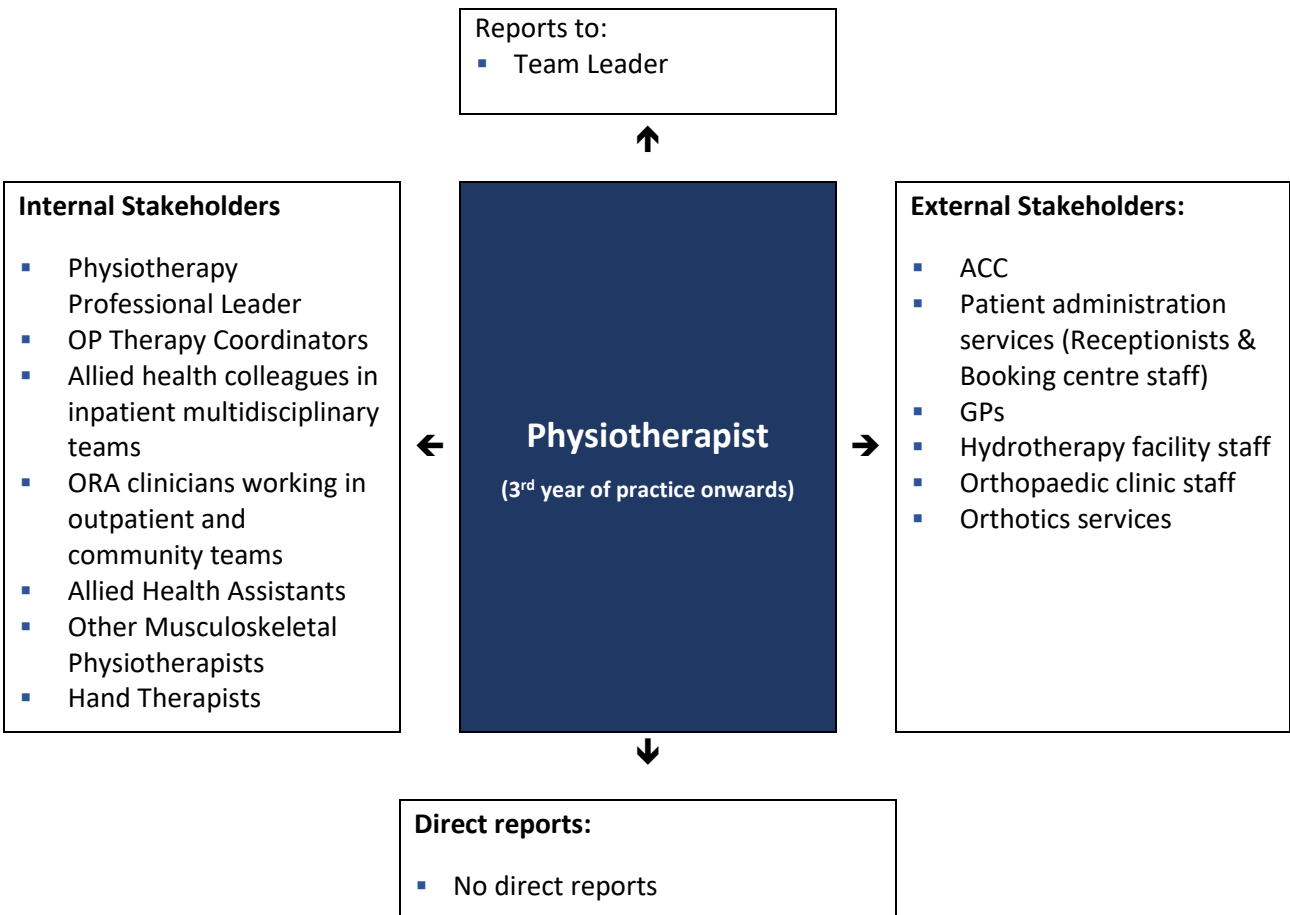 Reports to:
▪ Team Leader
Internal Stakeholders
▪ Physiotherapy
Professional Leader
▪ OP Therapy Coordinators
▪ Allied health colleagues in
inpatient multidisciplinary
teams
▪ ORA clinicians working in
outpatient and
community teams
▪ Allied Health Assistants
▪ Other Musculoskeletal
Physiotherapists
▪ Hand Therapists
Physiotherapist
(3rd year of practice onwards)
External Stakeholders:
▪ ACC
▪ Patient administration
services (Receptionists &
Booking centre staff)
▪ GPs
▪ Hydrotherapy facility staff
▪ Orthopaedic clinic staff
▪ Orthotics services
Direct reports:
▪ No direct reports